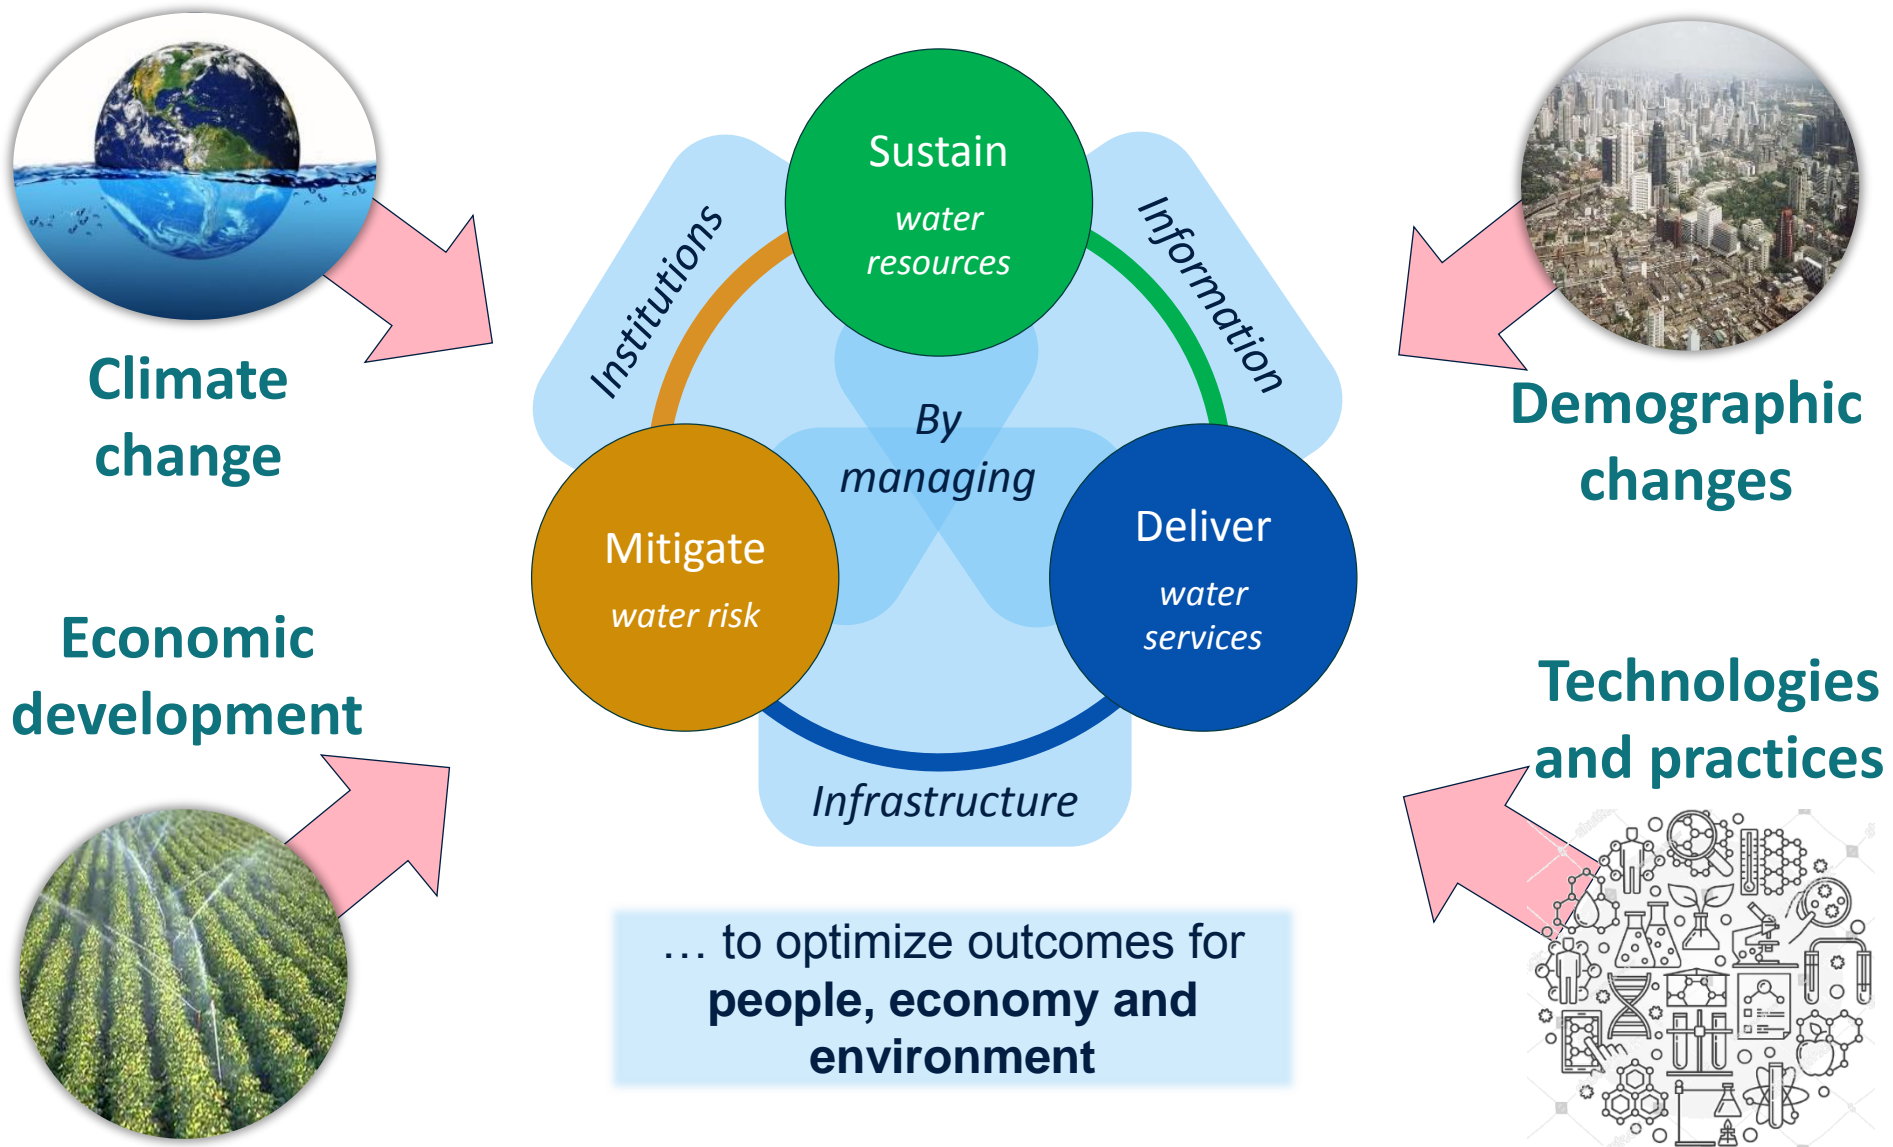 Climate
change
Economic
development
Sustain
water
resources
Institutions
Information
By
managing
Mitigate
water risk
Deliver
water
services
Infrastructure
… to optimize outcomes for
people, economy and
environment
Demographic
changes
Technologies
and practices